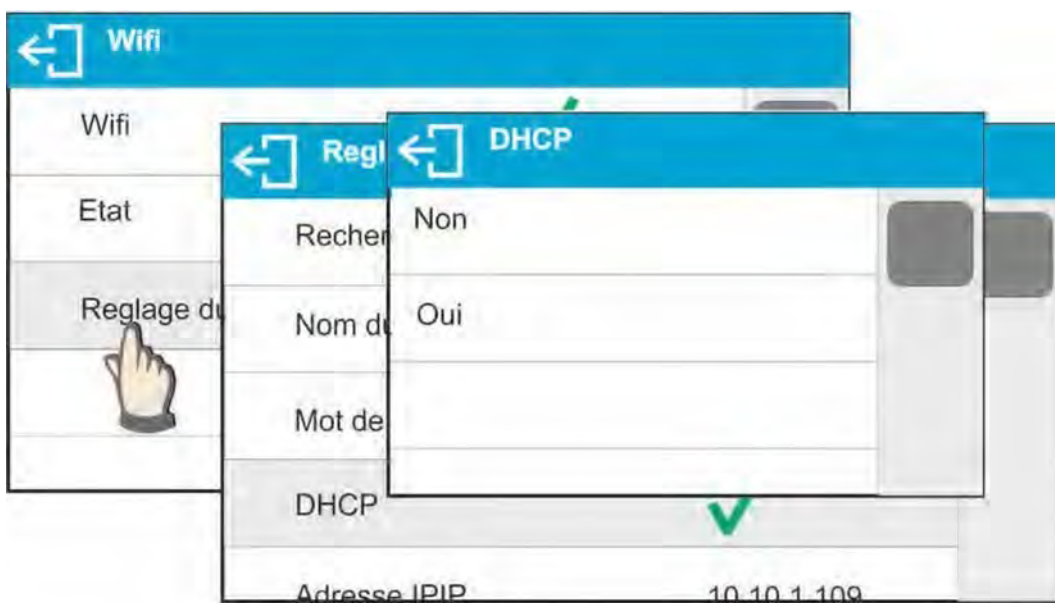 Wifi
Wifi
Etat
Reglage du
Regl
Recher
Nom du
Mot de
DHCP
Adresse IPIP 10.10.1.109
DHCP
Non
Oui